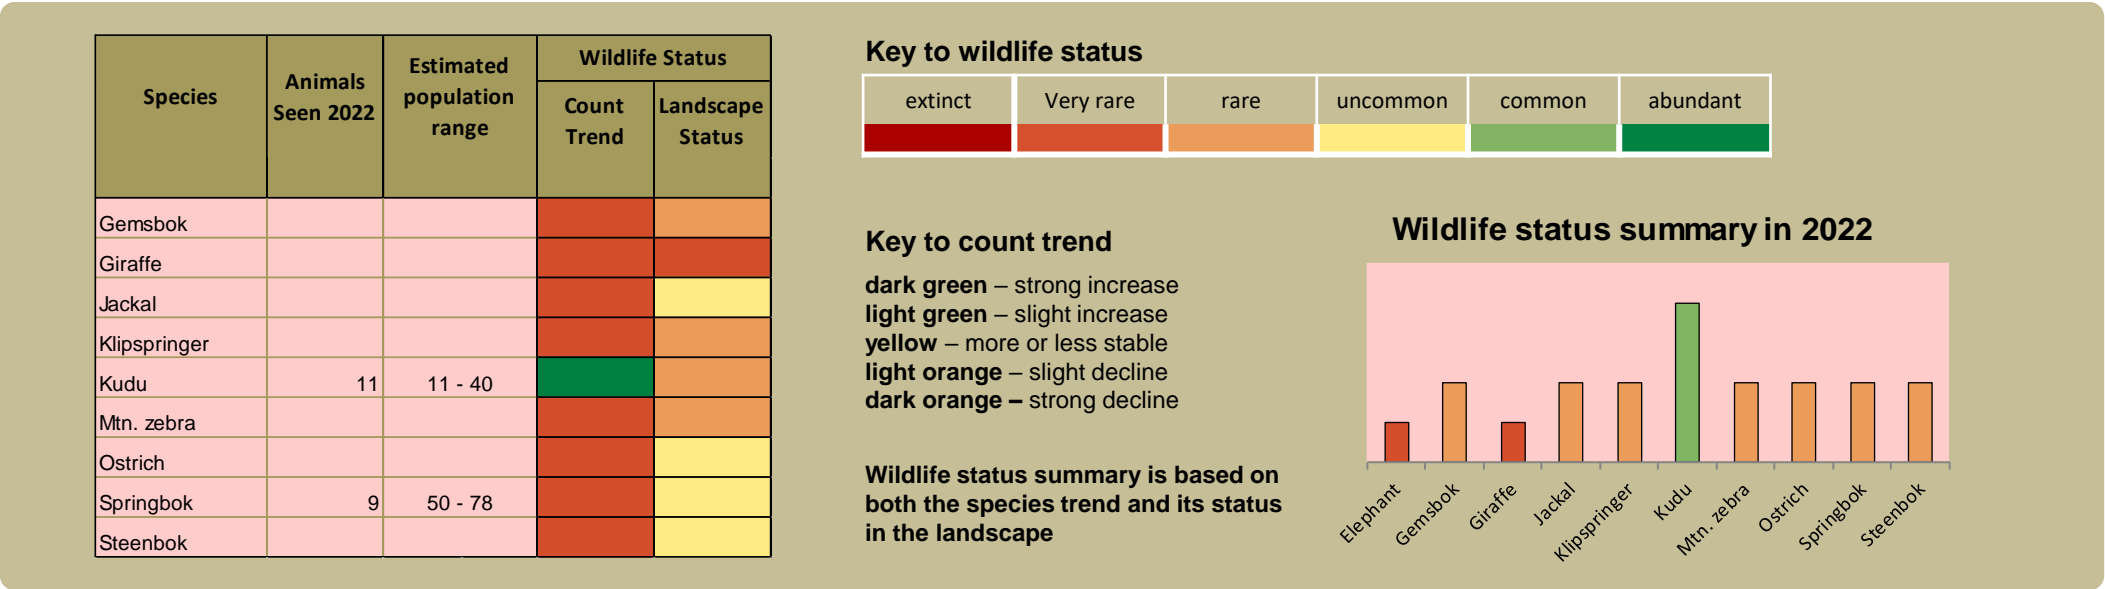 Species
Animals
Seen 2022
Estimated
population
range
Wildlife Status
Count
Trend
Landscape
Status
Gemsbok
Giraffe
Jackal
Klipspringer
Kudu 11 11 - 40
Mtn. zebra
Ostrich
Springbok 9 50 - 78
Steenbok
Key to wildlife status
extinct Very rare rare uncommon common abundant
Key to count trend
dark green – strong increase
light green – slight increase
yellow – more or less stable
light orange – slight decline
dark orange – strong decline
Wildlife status summary is based on
both the species trend and its status
in the landscape
Wildlife status summary in 2022
Elephant
Gemsbok
Giraffe
Jackal
Klipspringer
Kudu
Mtn. zebra
Ostrich
Springbok
Steenbok